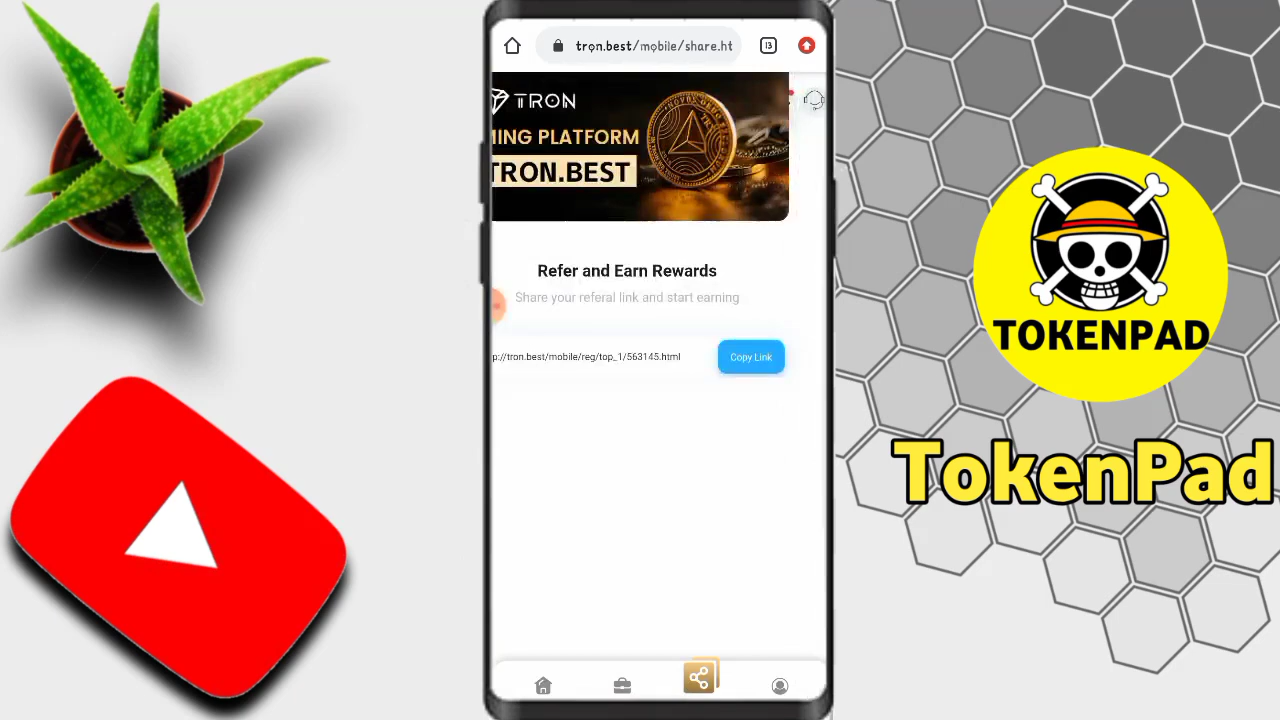 13
tron.best/mobile/share.ht
TRON
MING PLATFORM
TRON.BEST
Refer and Earn Rewards
Share your referal link and start earning
p://tron.best/mobile/reg/top_1/563145.html
Copy Link
TOKENPAD
TokenPad